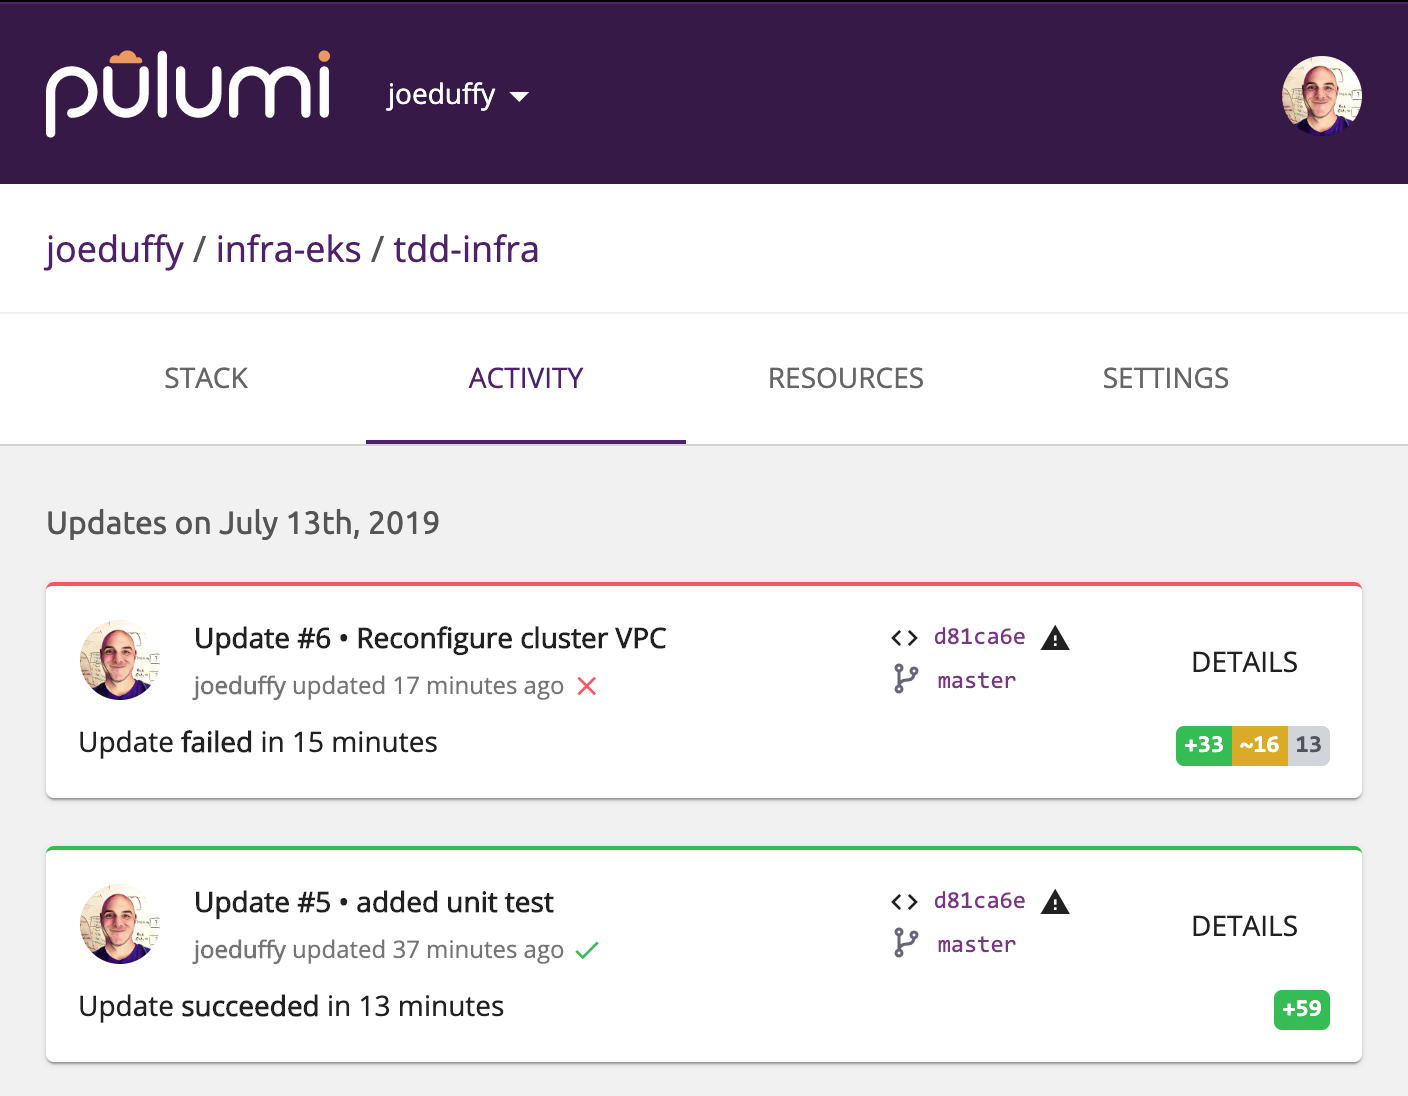 pulumi
joeduffy
joeduffy / infra-eks / tdd-infra
STACK ACTIVITY RESOURCES SETTINGS
Updates on July 13th, 2019
Update #6 • Reconfigure cluster VPC
joeduffy updated 17 minutes ago
d81ca6e
master
DETAILS
Update failed in 15 minutes
+33 ~16 13
Update #5 • added unit test
joeduffy updated 37 minutes ago
d81ca6e
master
DETAILS
Update succeeded in 13 minutes
+59